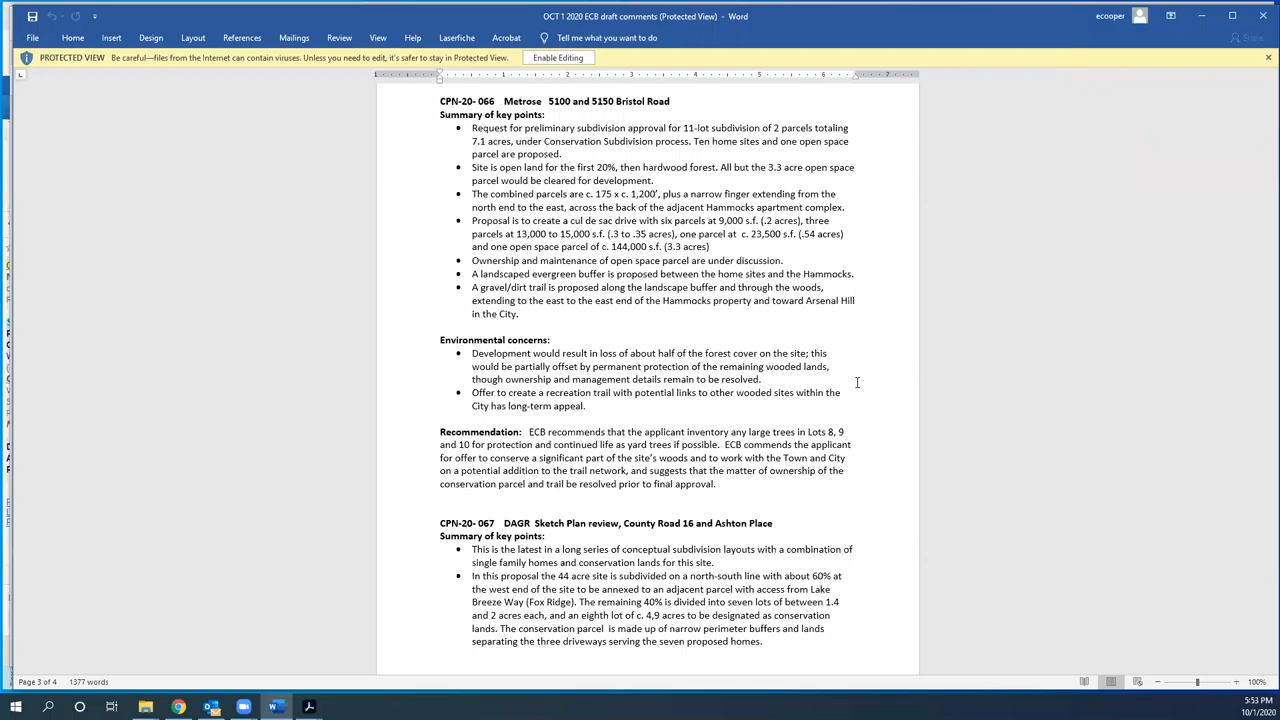 OCT 1 2020 ECB draft comments (Protected View) - Word
ecooper
File Home Insert Design Layout References Mailings Review View Help Laserfiche Acrobat Tell me what you want to do
Share
PROTECTED VIEW Be careful—files from the Internet can contain viruses. Unless you need to edit, it's safer to stay in Protected View. Enable Editing
1 1 2 3 4 5 6 7
CPN-20- 066 Metrose 5100 and 5150 Bristol Road
Summary of key points:
• Request for preliminary subdivision approval for 11-lot subdivision of 2 parcels totaling
7.1 acres, under Conservation Subdivision process. Ten home sites and one open space
parcel are proposed.
• Site is open land for the first 20%, then hardwood forest. All but the 3.3 acre open space
parcel would be cleared for development.
• The combined parcels are c. 175 x c. 1,200', plus a narrow finger extending from the
north end to the east, across the back of the adjacent Hammocks apartment complex.
• Proposal is to create a cul de sac drive with six parcels at 9,000 s.f. (.2 acres), three
parcels at 13,000 to 15,000 s.f. (.3 to .35 acres), one parcel at c. 23,500 s.f. (.54 acres)
and one open space parcel of c. 144,000 s.f. (3.3 acres)
• Ownership and maintenance of open space parcel are under discussion.
• A landscaped evergreen buffer is proposed between the home sites and the Hammocks.
• A gravel/dirt trail is proposed along the landscape buffer and through the woods,
extending to the east to the east end of the Hammocks property and toward Arsenal Hill
in the City.
Environmental concerns:
• Development would result in loss of about half of the forest cover on the site; this
would be partially offset by permanent protection of the remaining wooded lands,
though ownership and management details remain to be resolved.
• Offer to create a recreation trail with potential links to other wooded sites within the
City has long-term appeal.
Recommendation: ECB recommends that the applicant inventory any large trees in Lots 8, 9
and 10 for protection and continued life as yard trees if possible. ECB commends the applicant
for offer to conserve a significant part of the site's woods and to work with the Town and City
on a potential addition to the trail network, and suggests that the matter of ownership of the
conservation parcel and trail be resolved prior to final approval.
CPN-20- 067 DAGR Sketch Plan review, County Road 16 and Ashton Place
Summary of key points:
• This is the latest in a long series of conceptual subdivision layouts with a combination of
single family homes and conservation lands for this site.
• In this proposal the 44 acre site is subdivided on a north-south line with about 60% at
the west end of the site to be annexed to an adjacent parcel with access from Lake
Breeze Way (Fox Ridge). The remaining 40% is divided into seven lots of between 1.4
and 2 acres each, and an eighth lot of c. 4,9 acres to be designated as conservation
lands. The conservation parcel is made up of narrow perimeter buffers and lands
separating the three driveways serving the seven proposed homes.
Page 3 of 4 1377 words
100%
5:53 PM
10/1/2020